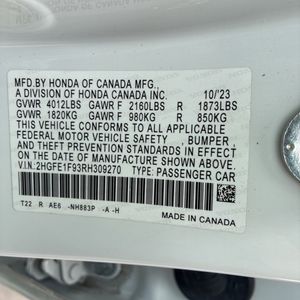 MFD.BY HONDA OF CANADA MFG.,
A DIVISION OF HONDA CANADA INC. 10/'23
GVWR 4012LBS GAWR F 2160LBS R 1873LBS
GVWR 1820KG GAWR F 980KG R 850KG
THIS VEHICLE CONFORMS TO ALL APPLICABLE
FEDERAL MOTOR VEHICLE SAFETY , BUMPER ,
AND THEFT PREVENTION STANDARDS IN EFFECT
ON THE DATE OF MANUFACTURE SHOWN ABOVE.
V.I.N.:2HGFE1F93RH309270 TYPE: PASSENGER CAR
T22 R AE6 -NH883P -A -H
MADE IN CANADA